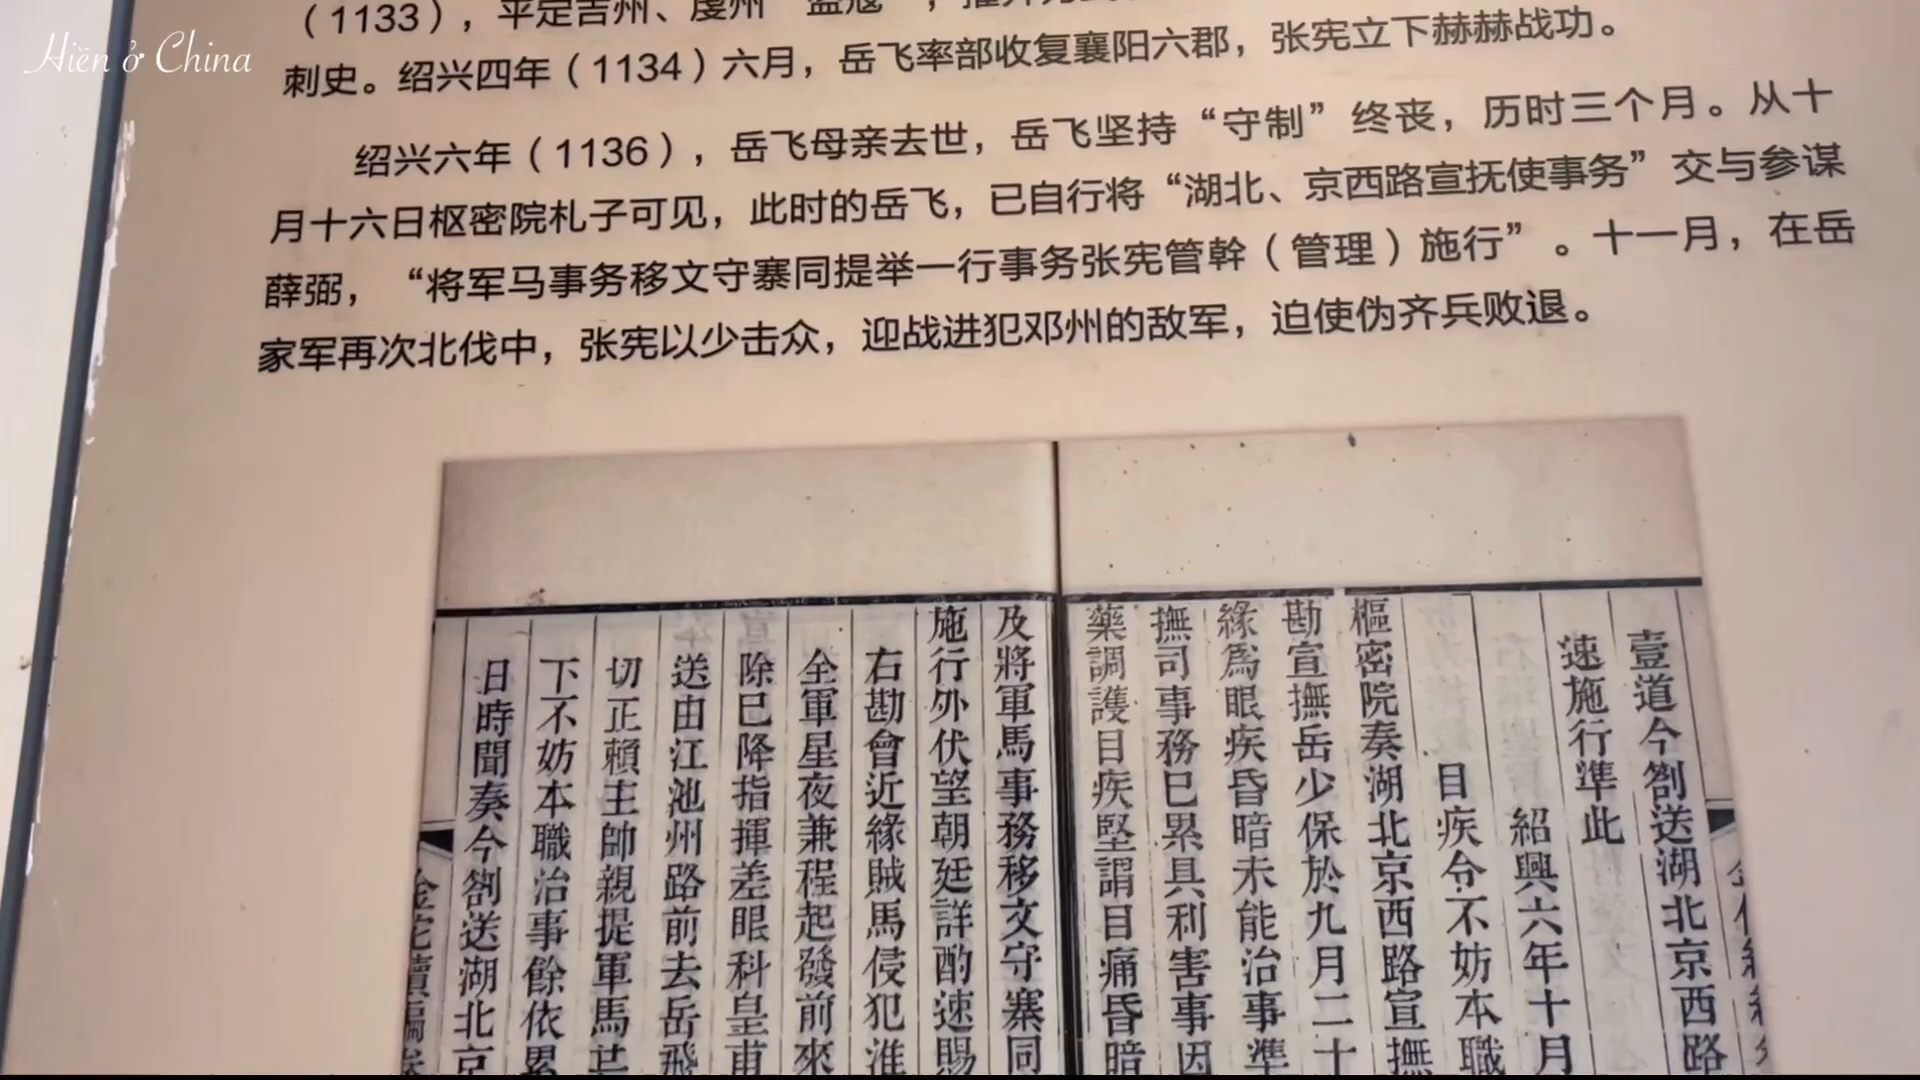 Hiền ở China
（1133），平定吉州、虔州“盗寇”，
刺史。绍兴四年（1134）六月，岳飞率部收复襄阳六郡，张宪立下赫赫战功。
绍兴六年（1136），岳飞母亲去世，岳飞坚持“守制”终丧，历时三个月。从十
月十六日枢密院札子可见，此时的岳飞，已自行将“湖北、京西路宣抚使事务”交与参谋
薛弼，“将军马事务移文守寨同提举一行事务张宪管幹（管理）施行”。十一月，在岳
家军再次北伐中，张宪以少击众，迎战进犯邓州的敌军，迫使伪齐兵败退。
壹道今劄送湖北京西路
速施行準此
紹興六年十月
目疾令不妨本職
樞密院奏湖北京西路宣撫
勘宣撫岳少保於九月二十
緣爲眼疾昏暗未能治事準
撫司事務巳累具利害事因
藥調護目疾堅謂目痛昏暗
及將軍馬事務移文守寨同
施行外伏望朝廷詳酌速賜
右勘會近緣賊馬侵犯淮
全軍星夜兼程起發前來
除巳降指揮差眼科皇甫
送由江池州路前去岳飛
切正賴主帥親提軍馬
下不妨本職治事餘依累
日時聞奏今劄送湖北京
金佗續編